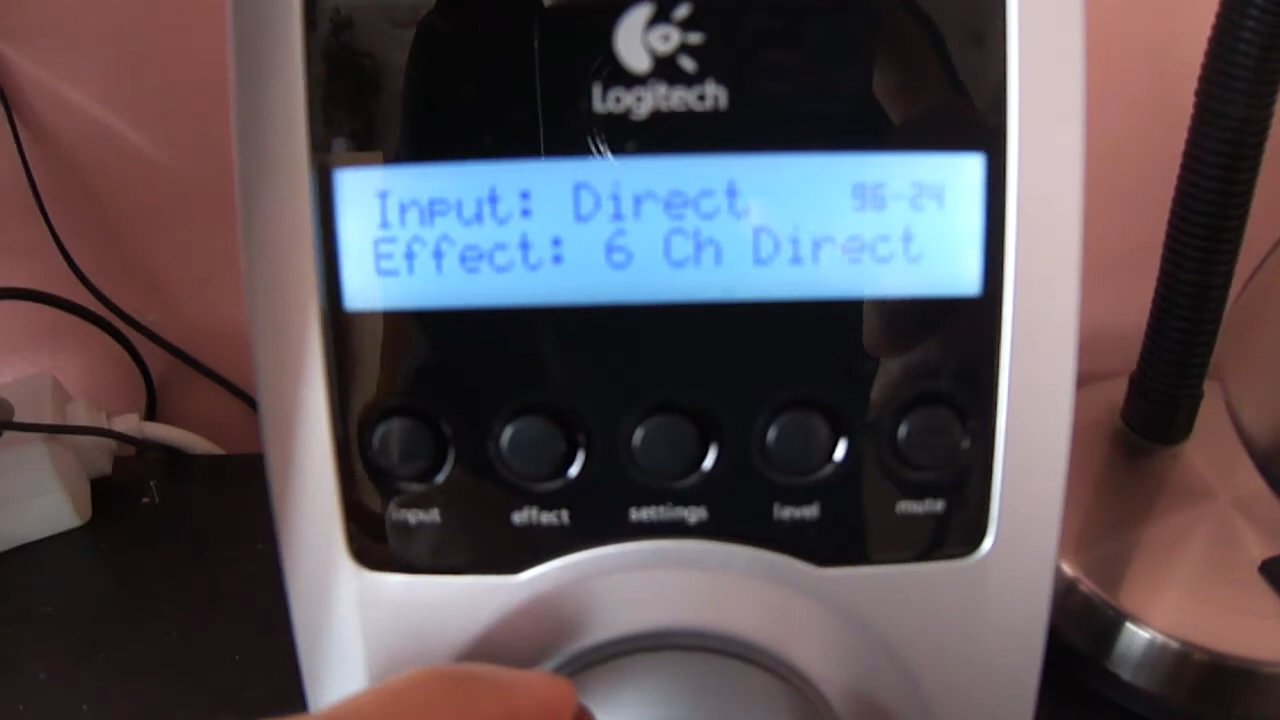 Logitech
Input: Direct 96-24
Effect: 6 Ch Direct
input effect settings level mute